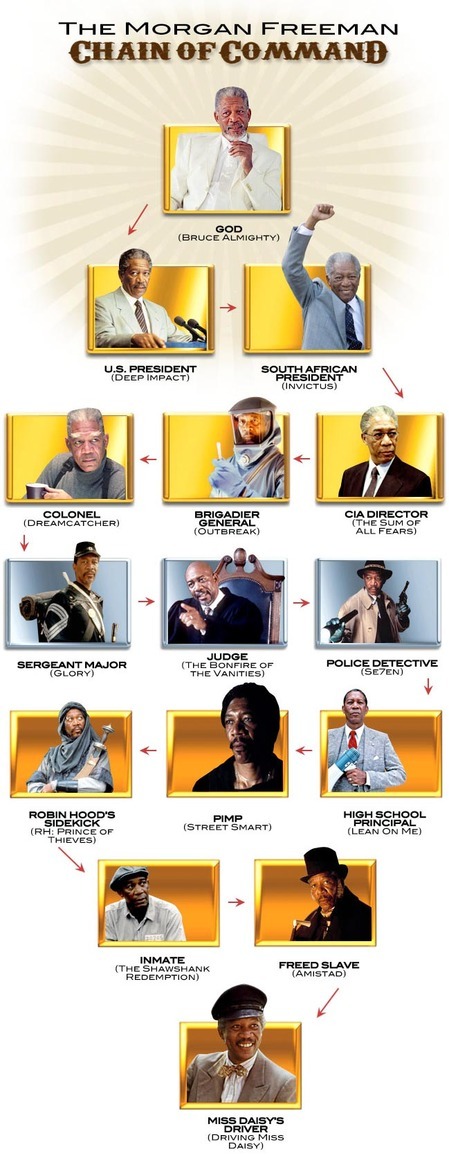 The Morgan Freeman
Chain of Command
God
(Bruce Almighty)
U.S. President
(Deep Impact)
South African
President
(Invictus)
Colonel
(Dreamcatcher)
Brigadier
General
(Outbreak)
CIA Director
(The Sum of
All Fears)
Sergeant Major
(Glory)
Judge
(The Bonfire of
the Vanities)
Police Detective
(Se7en)
Robin Hood's
Sidekick
(RH: Prince of
Thieves)
Pimp
(Street Smart)
High School
Principal
(Lean On Me)
Inmate
(The Shawshank
Redemption)
Freed Slave
(Amistad)
Miss Daisy's
Driver
(Driving Miss
Daisy)